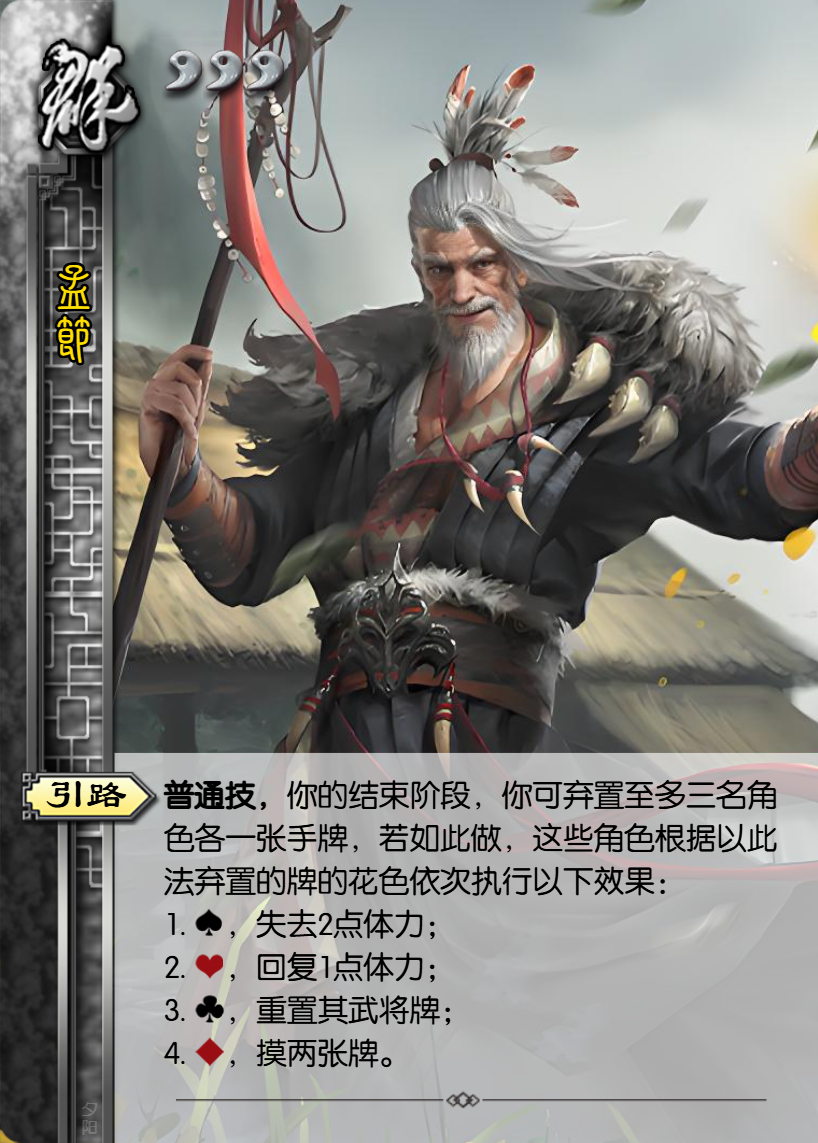 群
孟節
引路
普通技，你的结束阶段，你可弃置至多三名角
色各一张手牌，若如此做，这些角色根据以此
法弃置的牌的花色依次执行以下效果：
1. ♠，失去2点体力；
2. ♥，回复1点体力；
3. ♣，重置其武将牌；
4. ♦，摸两张牌。
夕阳